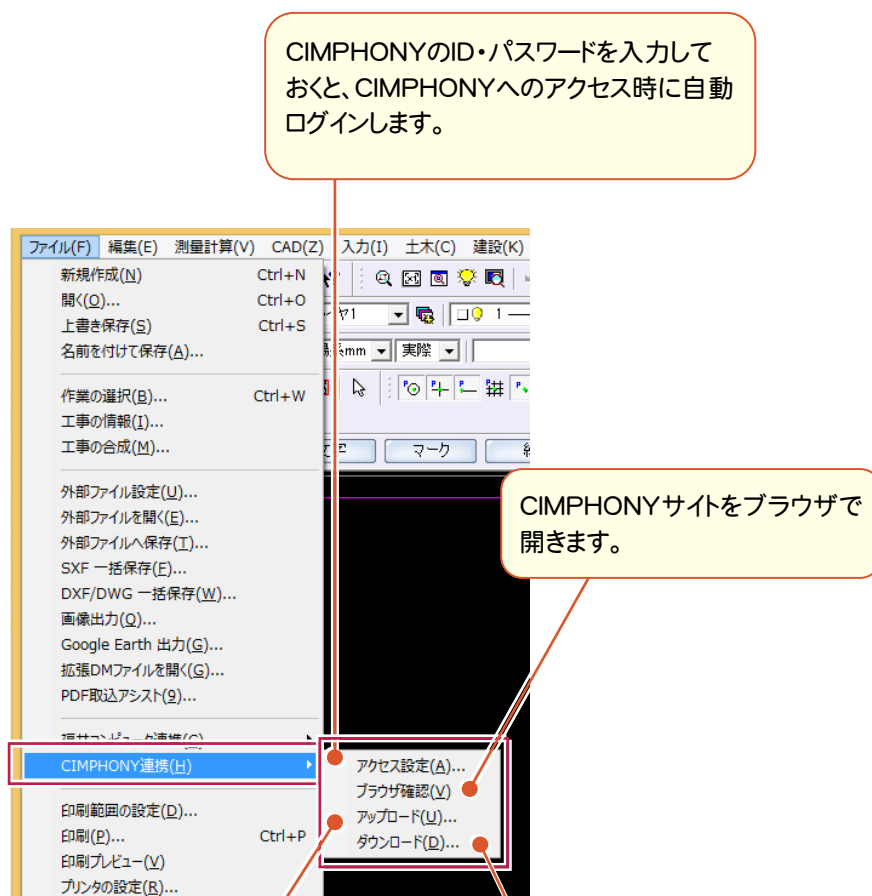 CIMPHONYのID・パスワードを入力して
おくと、CIMPHONYへのアクセス時に自動
ログインします。
ファイル(F) 編集(E) 測量計算(V) CAD(Z) 入力(I) 土木(C) 建設(K)
新規作成(N) Ctrl+N
開く(O)... Ctrl+O
上書き保存(S) Ctrl+S
名前を付けて保存(A)...
作業の選択(B)... Ctrl+W
工事の情報(I)...
工事の合成(M)...
外部ファイル設定(U)...
外部ファイルを開く(E)...
外部ファイルへ保存(T)...
SXF 一括保存(F)...
DXF/DWG 一括保存(W)...
画像出力(Q)...
Google Earth 出力(G)...
拡張DMファイルを開く(G)...
PDF取込アシスト(9)...
CIMPHONY連携(H)
印刷範囲の設定(D)...
印刷(P)... Ctrl+P
印刷プレビュー(V)
プリンタの設定(R)...
1
mm 実際
マーク
CIMPHONYサイトをブラウザで
開きます。
アクセス設定(A)...
ブラウザ確認(V)
アップロード(U)...
ダウンロード(D)...